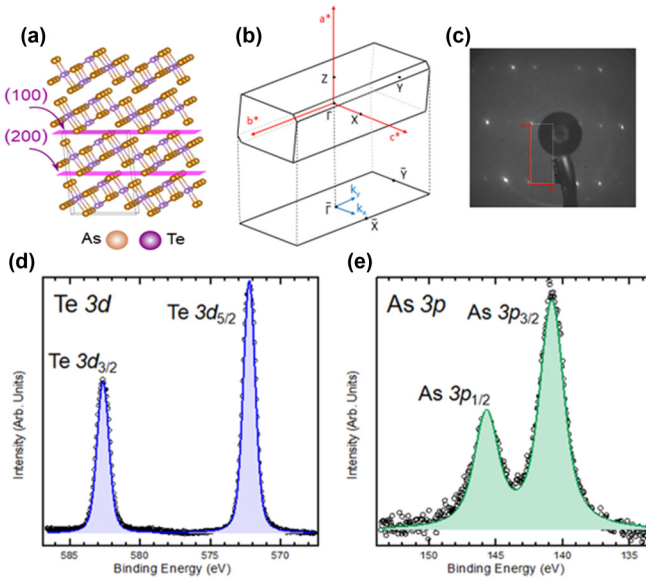 (a)
(b)
(c)
(100)
(200)
As
Te
a*
Z
Y
Γ
X
b*
c*
Ȳ
k_Y
k_X
Γ̄
X̄
(d)
(e)
Te 3d
Te 3d5/2
Te 3d3/2
Intensity (Arb. Units)
585
580
575
570
Binding Energy (eV)
As 3p
As 3p3/2
As 3p1/2
Intensity (Arb. Units)
150
145
140
135
Binding Energy (eV)